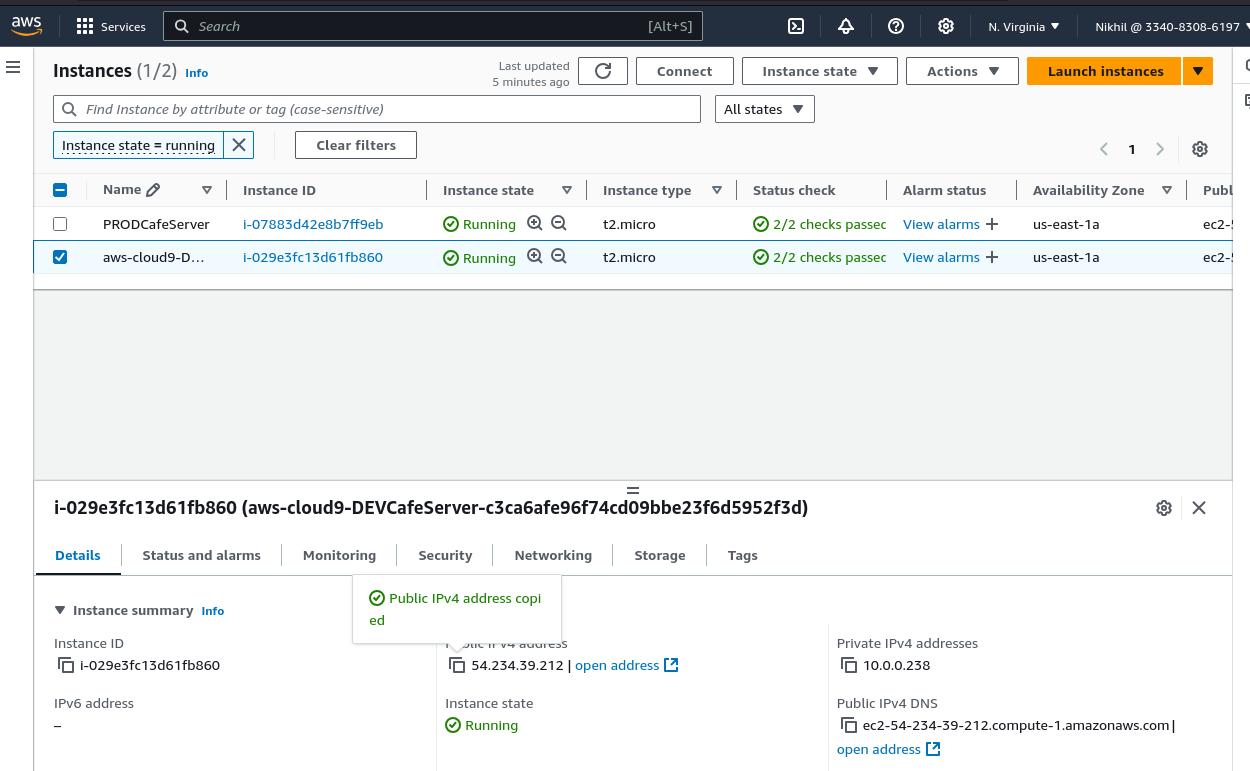 aws Services Search [Alt+S] N. Virginia Nikhil @ 3340-8308-6197
Instances (1/2) Info Last updated 5 minutes ago Connect Instance state Actions Launch instances
Find Instance by attribute or tag (case-sensitive) All states
Instance state = running Clear filters 1
Name Instance ID Instance state Instance type Status check Alarm status Availability Zone Publ
PRODCafeServer i-07883d42e8b7ff9eb Running t2.micro 2/2 checks passed View alarms + us-east-1a ec2-5
aws-cloud9-D... i-029e3fc13d61fb860 Running t2.micro 2/2 checks passed View alarms + us-east-1a ec2-5
i-029e3fc13d61fb860 (aws-cloud9-DEVCafeServer-c3ca6afe96f74cd09bbe23f6d5952f3d)
Details Status and alarms Monitoring Security Networking Storage Tags
Public IPv4 address copi
ed
Instance summary Info
Instance ID Public IPv4 address Private IPv4 addresses
i-029e3fc13d61fb860 54.234.39.212 | open address 10.0.0.238
IPv6 address Instance state Public IPv4 DNS
– Running ec2-54-234-39-212.compute-1.amazonaws.com |
open address